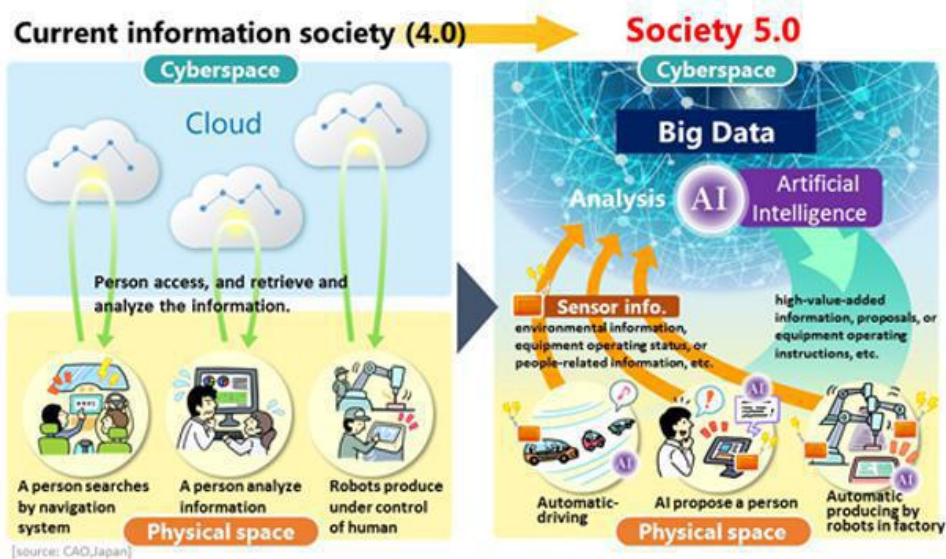 Current information society (4.0)
Society 5.0
Cyberspace
Cloud
Person access, and retrieve and
analyze the information.
A person searches
by navigation
system
A person analyze
information
Robots produce
under control
of human
Physical space
Cyberspace
Big Data
Analysis
AI
Artificial
Intelligence
Sensor info.
environmental information,
equipment operating status, or
people-related information, etc.
high-value-added
information, proposals, or
equipment operating
instructions, etc.
AI
AI
AI
Automatic-
driving
AI propose a person
Automatic
producing by
robots in factory
Physical space
[source: CAO,Japan]